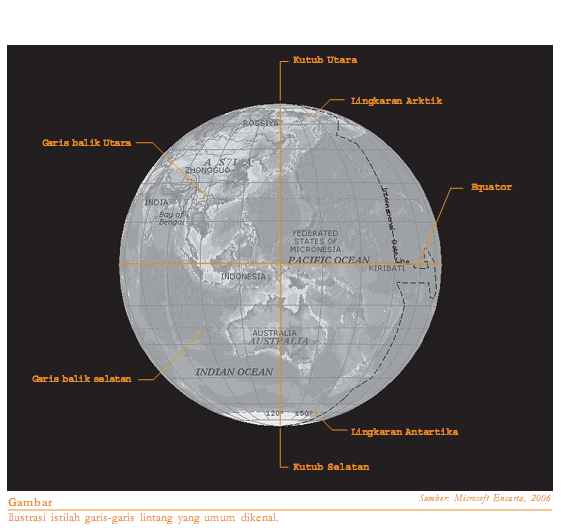 Kutub Utara
Lingkaran Arktik
ROSSIYA
Garis balik Utara
ASIA
ZHONGGUO
Equator
INDIA
Bay of
Bengal
FEDERATED
STATES OF
MICRONESIA
PACIFIC OCEAN
KIRIBATI
INDONESIA
AUSTRALIA
AUSTRALIA
INDIAN OCEAN
Garis balik selatan
120° 150°
Lingkaran Antartika
Kutub Selatan
Gambar
Sumber: Microsoft Encarta, 2006
Ilustrasi istilah garis-garis lintang yang umum dikenal.